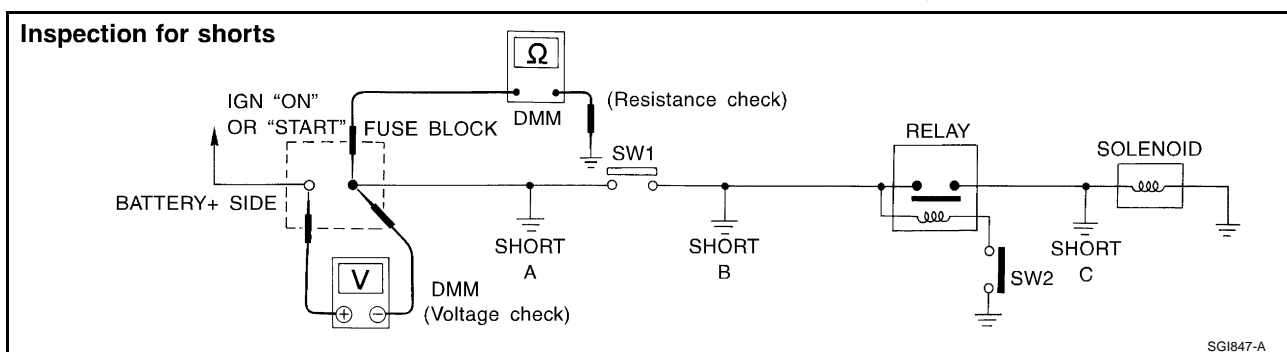 Inspection for shorts
IGN “ON”
OR “START”
FUSE BLOCK
BATTERY+ SIDE
Ω
DMM
(Resistance check)
V
DMM
(Voltage check)
SHORT
A
SW1
SHORT
B
RELAY
SW2
SHORT
C
SOLENOID
SGI847-A